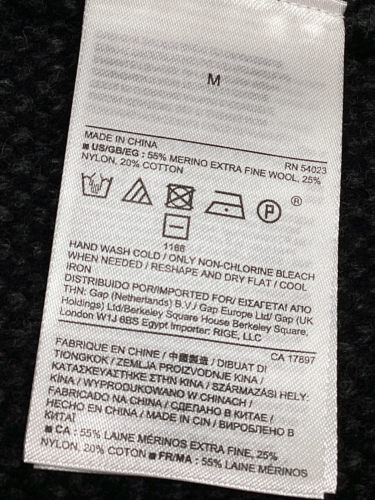 M
MADE IN CHINA RN 54023
■ US/GB/EG : 55% MERINO EXTRA FINE WOOL, 25%
NYLON, 20% COTTON
P ®
1166
HAND WASH COLD / ONLY NON-CHLORINE BLEACH
WHEN NEEDED / RESHAPE AND DRY FLAT / COOL
IRON
DISTRIBUIDO POR/IMPORTED FOR/ ΕΙΣΑΓΕΤΑΙ ΑΠΟ
ΤΗΝ: Gap (Netherlands) B.V./ Gap Europe Ltd/ Gap (UK
Holdings) Ltd/Berkeley Square House Berkeley Square,
London W1J 6BS Egypt Importer: RIGE, LLC
CA 17897
FABRIQUE EN CHINE / 中國製造 / DIBUAT DI
TIONGKOK / ZEMLJA PROIZVODNJE KINA /
ΚΑΤΑΣΚΕΥΑΣΤΗΚΕ ΣΤΗΝ ΚΙΝΑ / SZÁRMAZÁSI HELY:
KÍNA / WYPRODUKOWANO W CHINACH /
FABRICADO NA CHINA / СДЕЛАНО В КИТАЕ /
HECHO EN CHINA / MADE IN CIN / ВИРОБЛЕНО В
КИТАЇ
■ CA : 55% LAINE MÉRINOS EXTRA FINE, 25%
NYLON, 20% COTON ■ FR/MA : 55% LAINE MÉRINOS